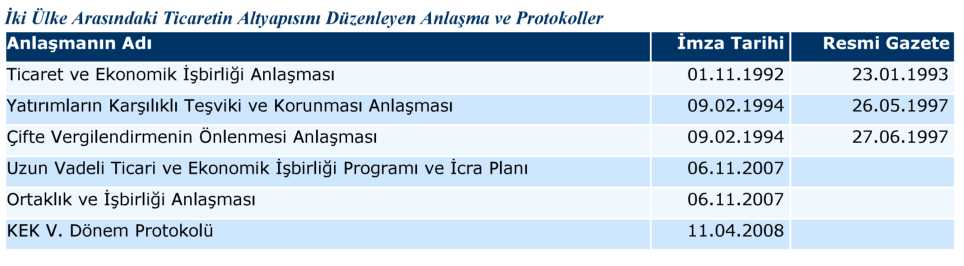 İki Ülke Arasındaki Ticaretin Altyapısını Düzenleyen Anlaşma ve Protokoller
Anlaşmanın Adı İmza Tarihi Resmi Gazete
Ticaret ve Ekonomik İşbirliği Anlaşması 01.11.1992 23.01.1993
Yatırımların Karşılıklı Teşviki ve Korunması Anlaşması 09.02.1994 26.05.1997
Çifte Vergilendirmenin Önlenmesi Anlaşması 09.02.1994 27.06.1997
Uzun Vadeli Ticari ve Ekonomik İşbirliği Programı ve İcra Planı 06.11.2007
Ortaklık ve İşbirliği Anlaşması 06.11.2007
KEK V. Dönem Protokolü 11.04.2008